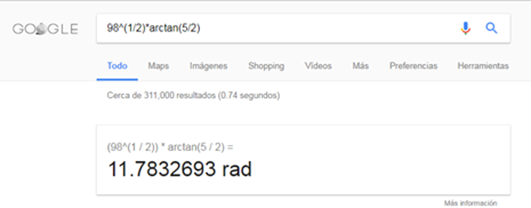 GOOGLE
98^(1/2)*arctan(5/2)
Todo Maps Imágenes Shopping Vídeos Más Preferencias Herramientas
Cerca de 311,000 resultados (0.74 segundos)
(98^(1 / 2)) * arctan(5 / 2) =
11.7832693 rad
Más información